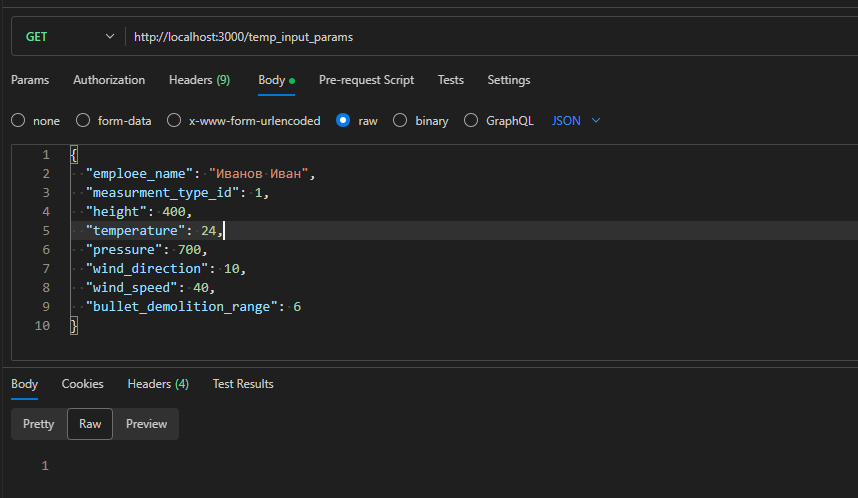 GET http://localhost:3000/temp_input_params
Params Authorization Headers (9) Body Pre-request Script Tests Settings
none form-data x-www-form-urlencoded raw binary GraphQL JSON
1 {
2 "emploee_name": "Иванов Иван",
3 "measurment_type_id": 1,
4 "height": 400,
5 "temperature": 24,
6 "pressure": 700,
7 "wind_direction": 10,
8 "wind_speed": 40,
9 "bullet_demolition_range": 6
10 }
Body Cookies Headers (4) Test Results
Pretty Raw Preview
1